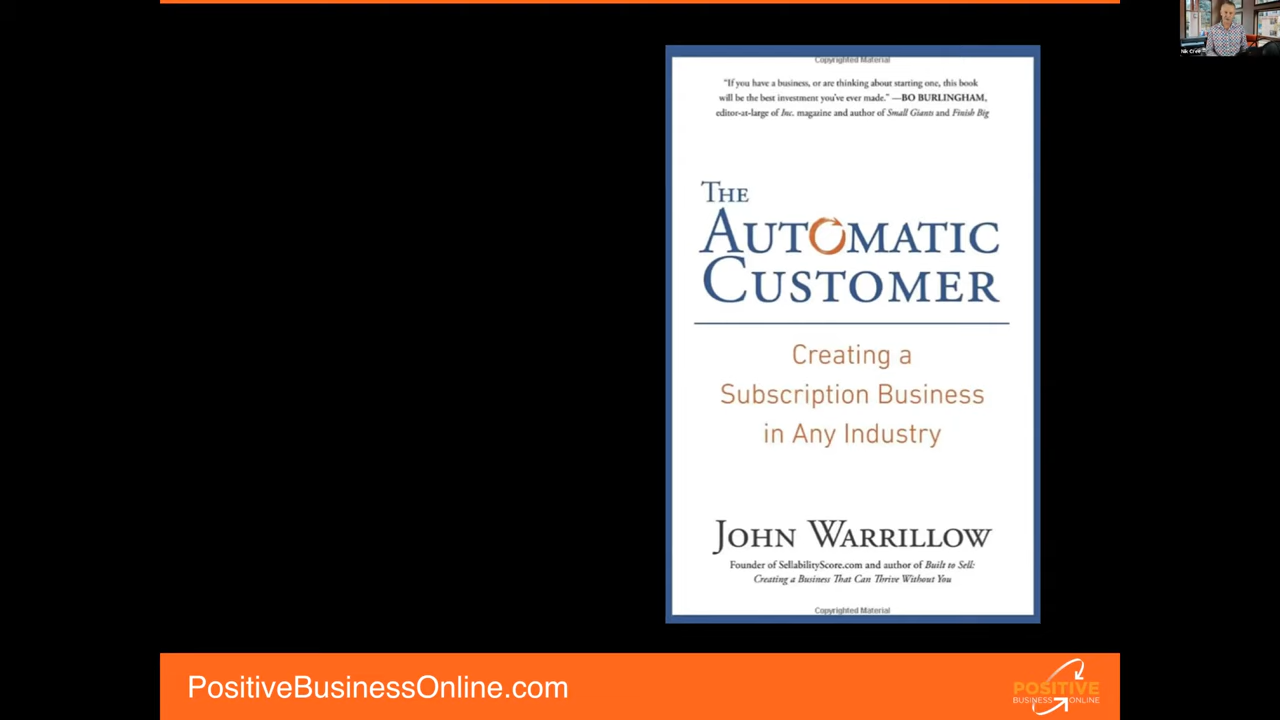 Copyrighted Material
"If you have a business, or are thinking about starting one, this book
will be the best investment you've ever made." —BO BURLINGHAM,
editor-at-large of Inc. magazine and author of Small Giants and Finish Big
THE
AUTOMATIC
CUSTOMER
Creating a
Subscription Business
in Any Industry
JOHN WARRILLOW
Founder of SellabilityScore.com and author of Built to Sell:
Creating a Business That Can Thrive Without You
Copyrighted Material
PositiveBusinessOnline.com
POSITIVE
BUSINESS ONLINE